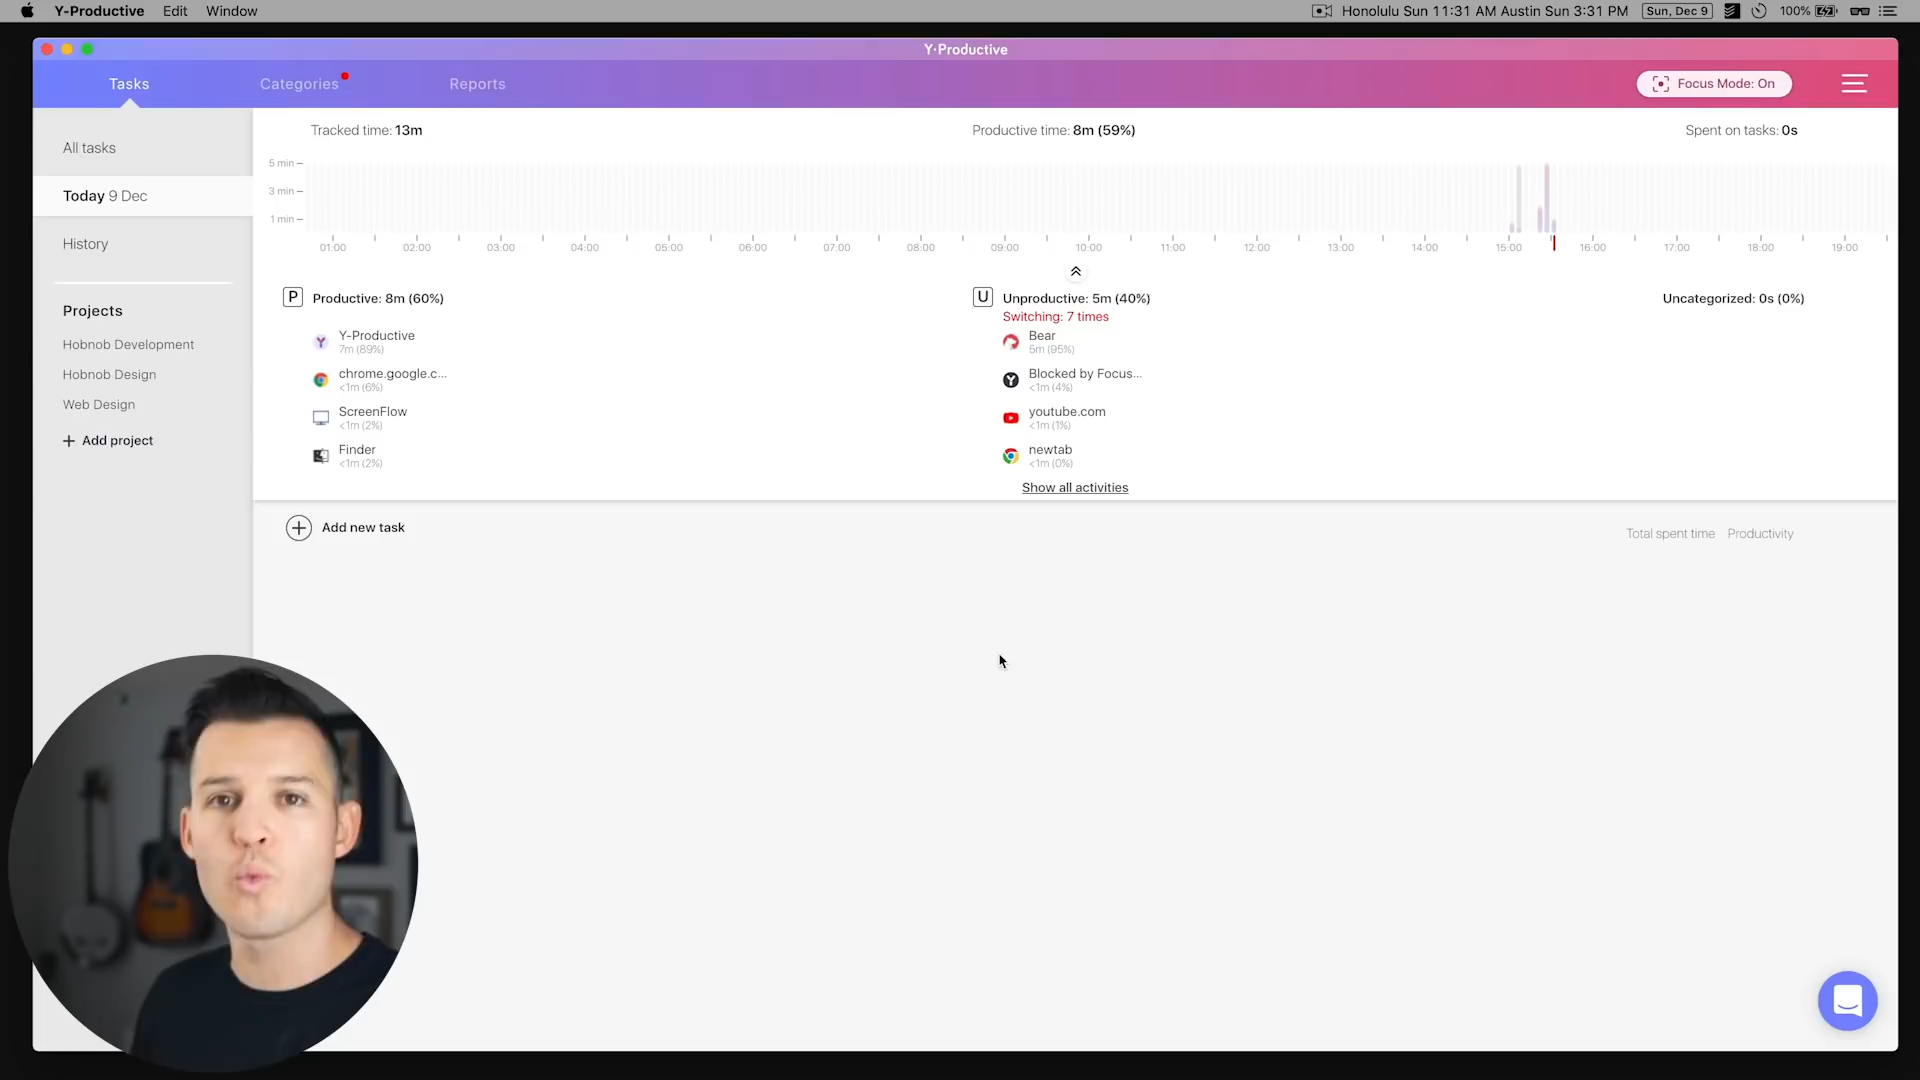 Y-Productive Edit Window Honolulu Sun 11:31 AM Austin Sun 3:31 PM Sun, Dec 9 100%
Y·Productive
Tasks Categories Reports Focus Mode: On
All tasks
Today 9 Dec
History
Projects
Hobnob Development
Hobnob Design
Web Design
+ Add project
Tracked time: 13m Productive time: 8m (59%) Spent on tasks: 0s
5 min
3 min
1 min
01:00 02:00 03:00 04:00 05:00 06:00 07:00 08:00 09:00 10:00 11:00 12:00 13:00 14:00 15:00 16:00 17:00 18:00 19:00
P Productive: 8m (60%)
Y-Productive
7m (89%)
chrome.google.c...
<1m (6%)
ScreenFlow
<1m (2%)
Finder
<1m (2%)
U Unproductive: 5m (40%)
Switching: 7 times
Bear
5m (95%)
Blocked by Focus...
<1m (4%)
youtube.com
<1m (1%)
newtab
<1m (0%)
Show all activities
Uncategorized: 0s (0%)
Add new task
Total spent time Productivity